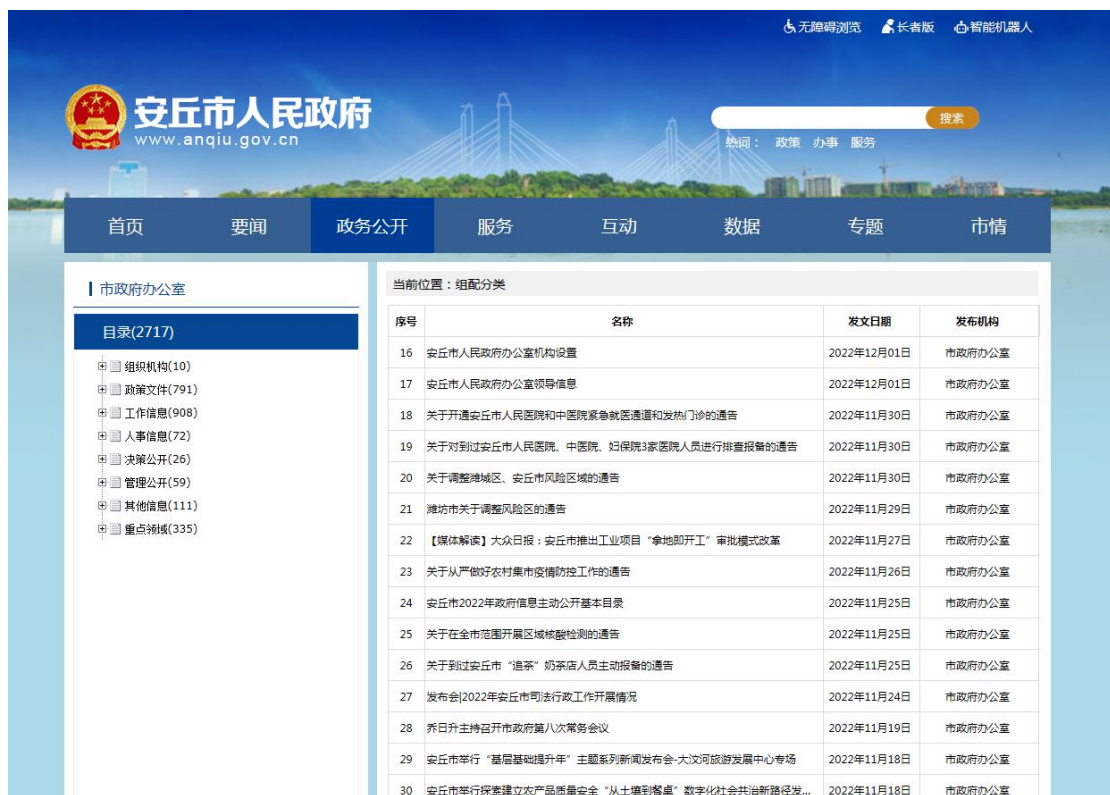 无障碍浏览 长者版 智能机器人
安丘市人民政府
www.anqiu.gov.cn
搜索
热词： 政策 办事 服务
首页 要闻 政务公开 服务 互动 数据 专题 市情
市政府办公室
目录(2717)
组织机构(10)
政策文件(791)
工作信息(908)
人事信息(72)
决策公开(26)
管理公开(59)
其他信息(111)
重点领域(335)
当前位置：组配分类
序号 名称 发文日期 发布机构
16 安丘市人民政府办公室机构设置 2022年12月01日 市政府办公室
17 安丘市人民政府办公室领导信息 2022年12月01日 市政府办公室
18 关于开通安丘市人民医院和中医院紧急就医通道和发热门诊的通告 2022年11月30日 市政府办公室
19 关于对到过安丘市人民医院、中医院、妇保院3家医院人员进行排查报备的通告 2022年11月30日 市政府办公室
20 关于调整潍城区、安丘市风险区域的通告 2022年11月30日 市政府办公室
21 潍坊市关于调整风险区的通告 2022年11月29日 市政府办公室
22 【媒体解读】大众日报：安丘市推出工业项目“拿地即开工”审批模式改革 2022年11月27日 市政府办公室
23 关于从严做好农村集市疫情防控工作的通告 2022年11月26日 市政府办公室
24 安丘市2022年政府信息主动公开基本目录 2022年11月25日 市政府办公室
25 关于在全市范围开展区域核酸检测的通告 2022年11月25日 市政府办公室
26 关于到过安丘市“追茶”奶茶店人员主动报备的通告 2022年11月25日 市政府办公室
27 发布会|2022年安丘市司法行政工作开展情况 2022年11月24日 市政府办公室
28 乔日升主持召开市政府第八次常务会议 2022年11月19日 市政府办公室
29 安丘市举行“基层基础提升年”主题系列新闻发布会-大汶河旅游发展中心专场 2022年11月18日 市政府办公室
30 安丘市举行探索建立农产品质量安全“从土壤到餐桌”数字化社会共治新路径发... 2022年11月18日 市政府办公室